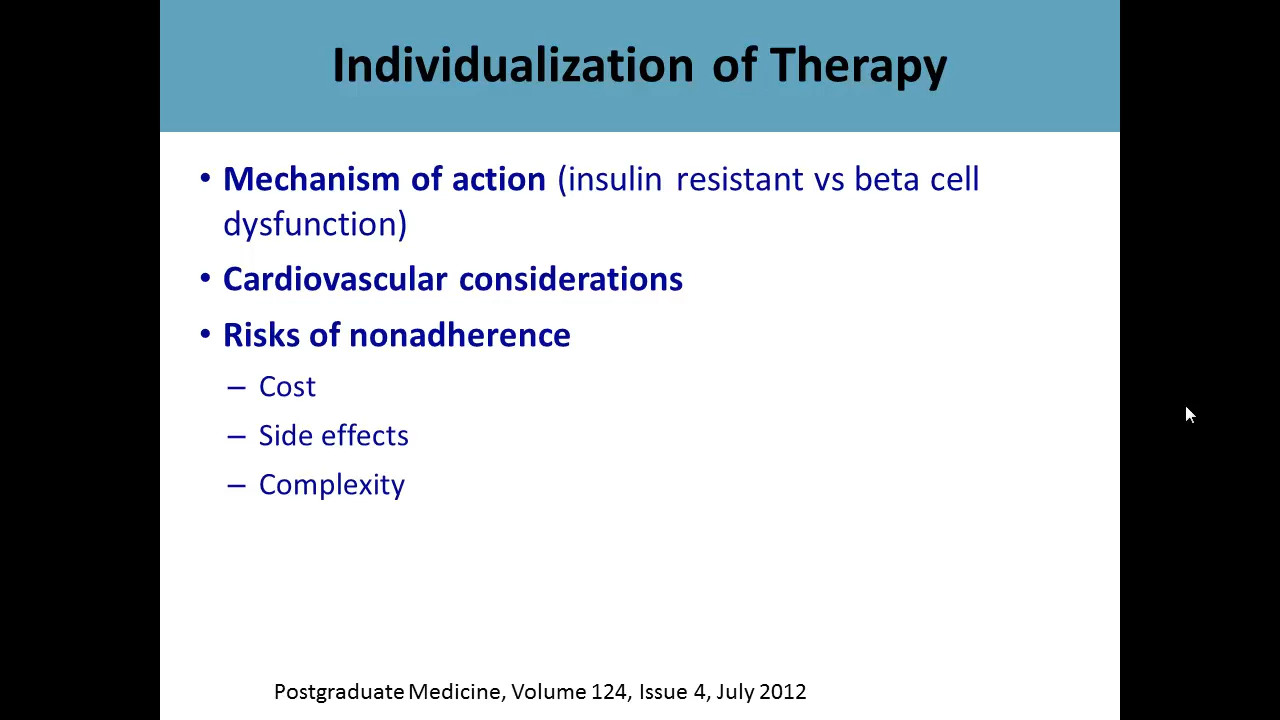 Individualization of Therapy
• Mechanism of action (insulin resistant vs beta cell
dysfunction)
• Cardiovascular considerations
• Risks of nonadherence
– Cost
– Side effects
– Complexity
Postgraduate Medicine, Volume 124, Issue 4, July 2012